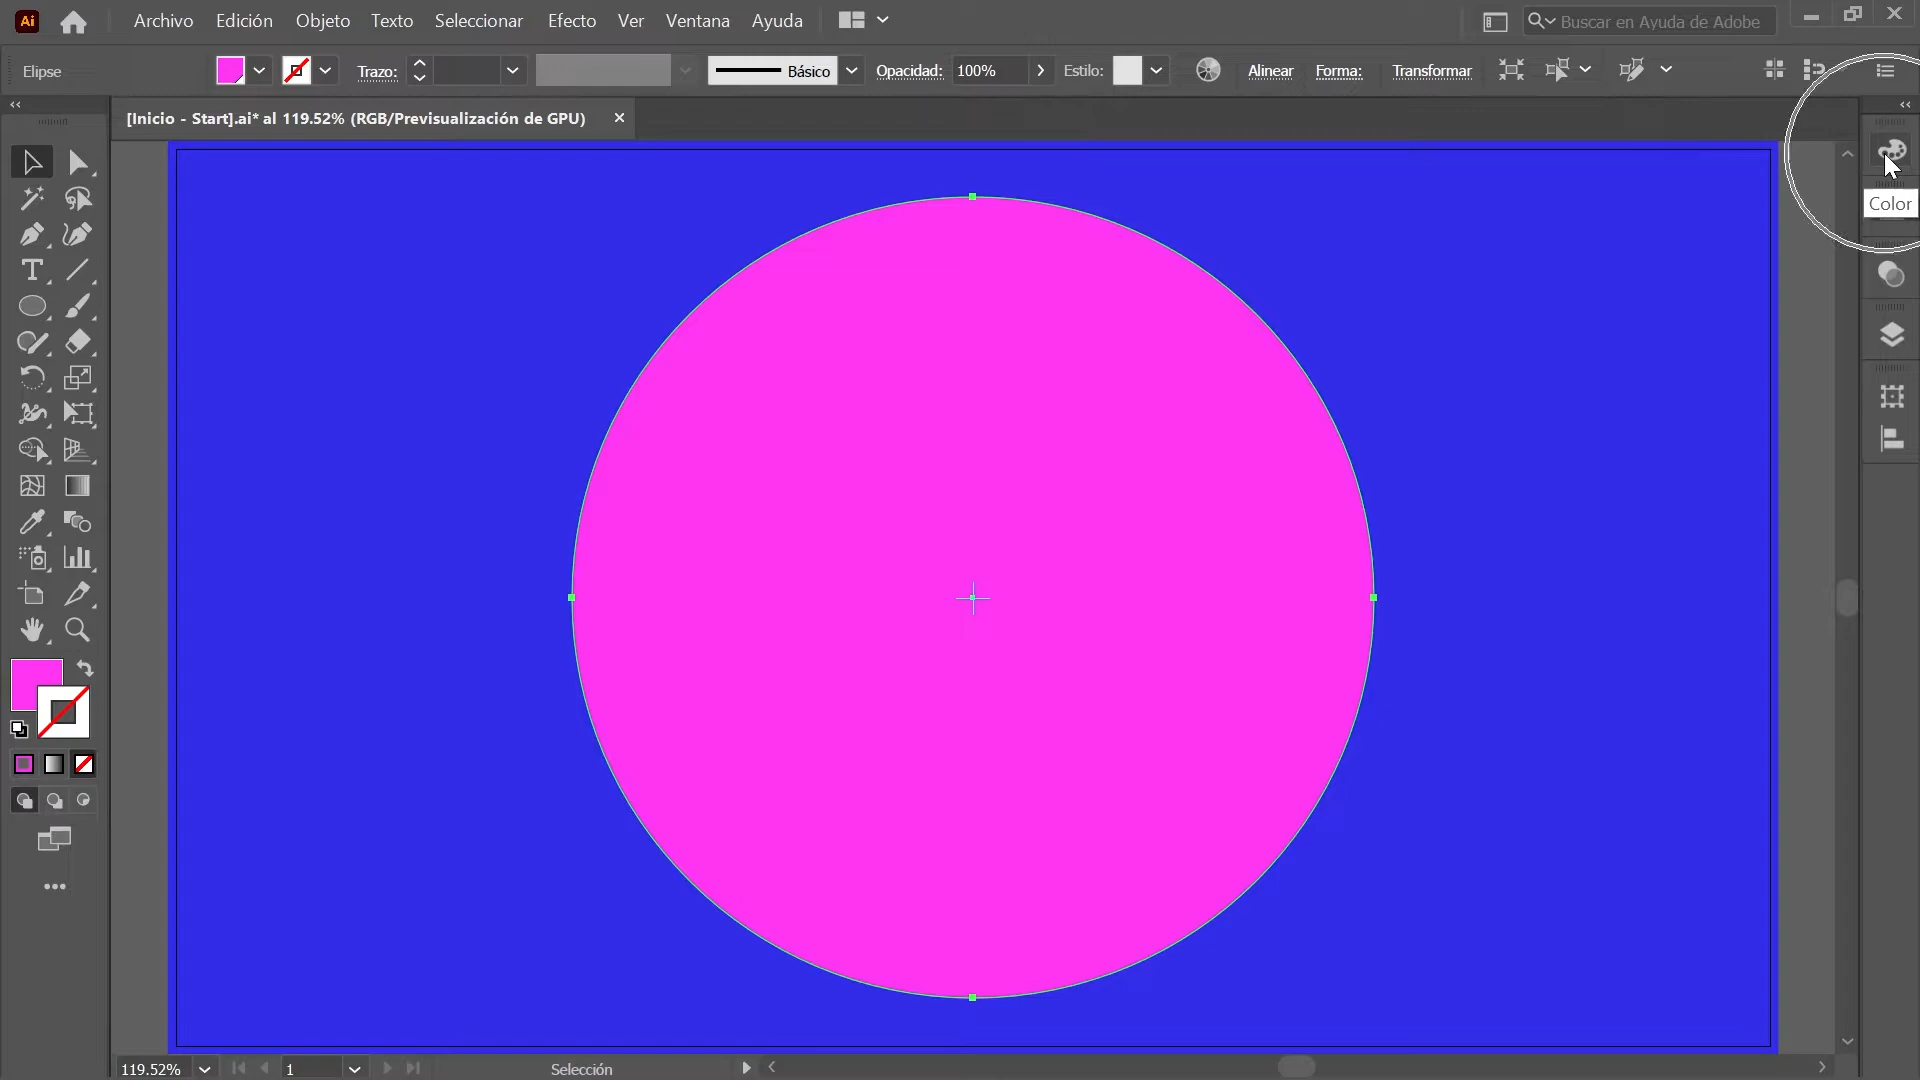 Ai Archivo Edición Objeto Texto Seleccionar Efecto Ver Ventana Ayuda Buscar en Ayuda de Adobe
Elipse Trazo: Básico Opacidad: 100% Estilo: Alinear Forma: Transformar
[Inicio - Start].ai* al 119.52% (RGB/Previsualización de GPU)
Color
119.52% 1 Selección